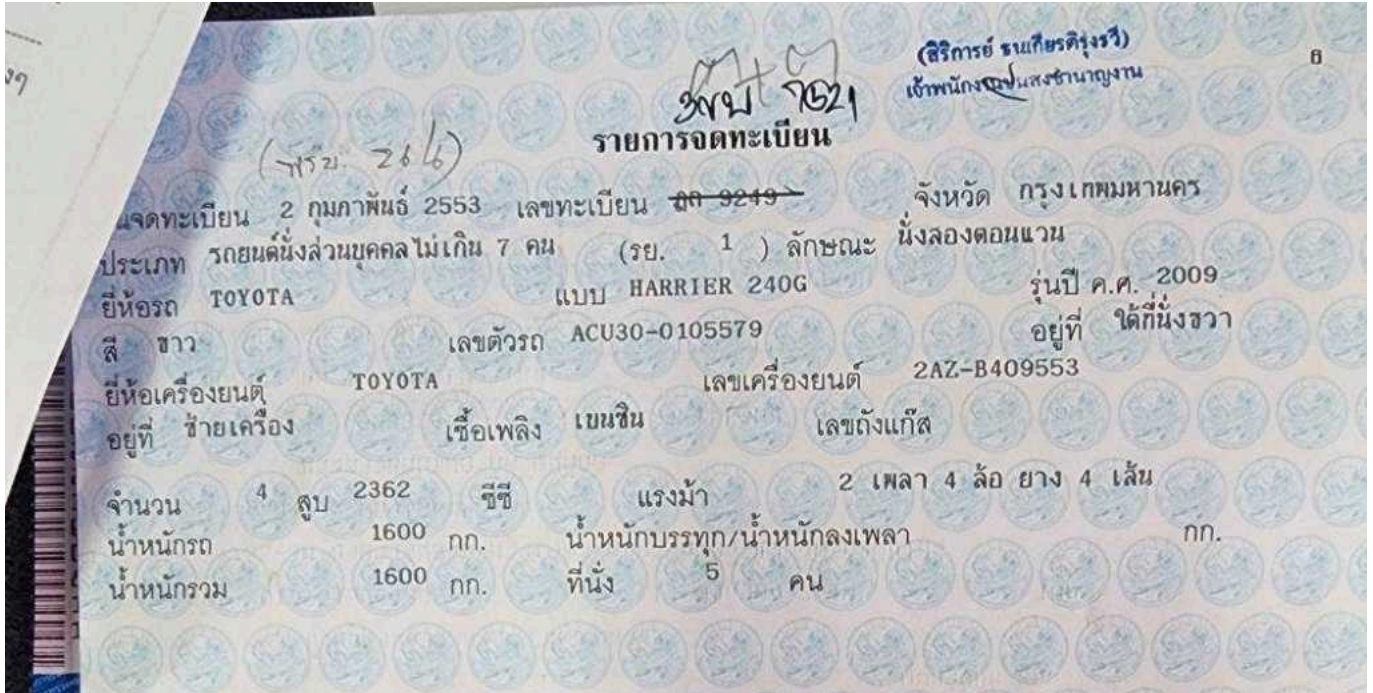 (สิริการย์ ธนเกียรติรุ่งรวี)
เจ้าพนักงานขนส่งชำนาญงาน
8
7521
รายการจดทะเบียน
จดทะเบียน 2 กุมภาพันธ์ 2553 เลขทะเบียน 9249 จังหวัด กรุงเทพมหานคร
ประเภท รถยนต์นั่งส่วนบุคคลไม่เกิน 7 คน (รย. 1 ) ลักษณะ นั่งสองตอนแวน
ยี่ห้อรถ TOYOTA แบบ HARRIER 240G รุ่นปี ค.ศ. 2009
สี ขาว เลขตัวรถ ACU30-0105579 อยู่ที่ ใต้ที่นั่งขวา
ยี่ห้อเครื่องยนต์ TOYOTA เลขเครื่องยนต์ 2AZ-B409553
อยู่ที่ ซ้ายเครื่อง เชื้อเพลิง เบนซิน เลขถังแก๊ส
จำนวน 4 สูบ 2362 ซีซี แรงม้า 2 เพลา 4 ล้อ ยาง 4 เส้น
น้ำหนักรถ 1600 กก. น้ำหนักบรรทุก/น้ำหนักลงเพลา กก.
น้ำหนักรวม 1600 กก. ที่นั่ง 5 คน